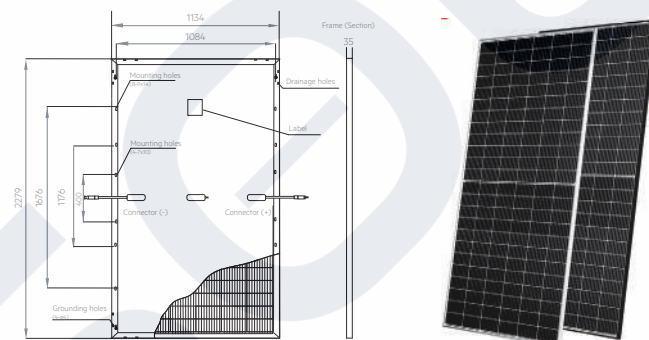 1134
Frame (Section)
1084
35
Mounting holes
Drainage holes
Label
Mounting holes
2279
1676
1176
400
Connector (-)
Connector (+)
Grounding holes